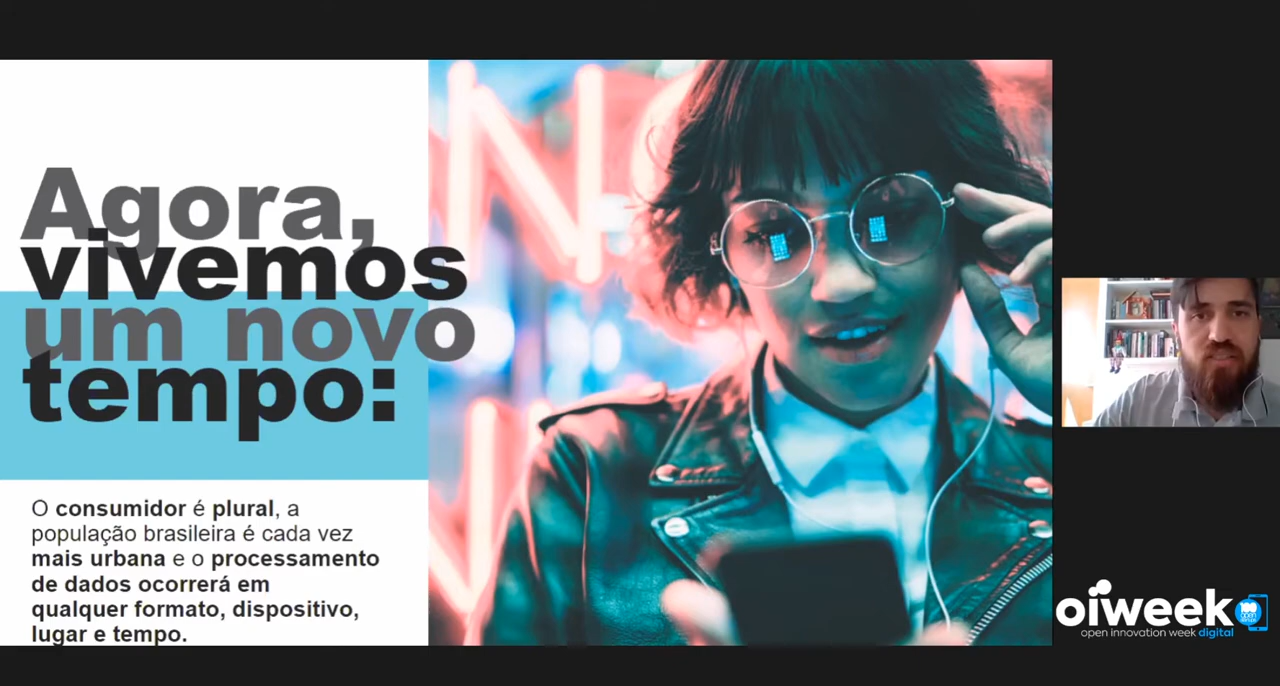 Agora,
vivemos
um novo
tempo:
O consumidor é plural, a
população brasileira é cada vez
mais urbana e o processamento
de dados ocorrerá em
qualquer formato, dispositivo,
lugar e tempo.
oiweek
open innovation week digital